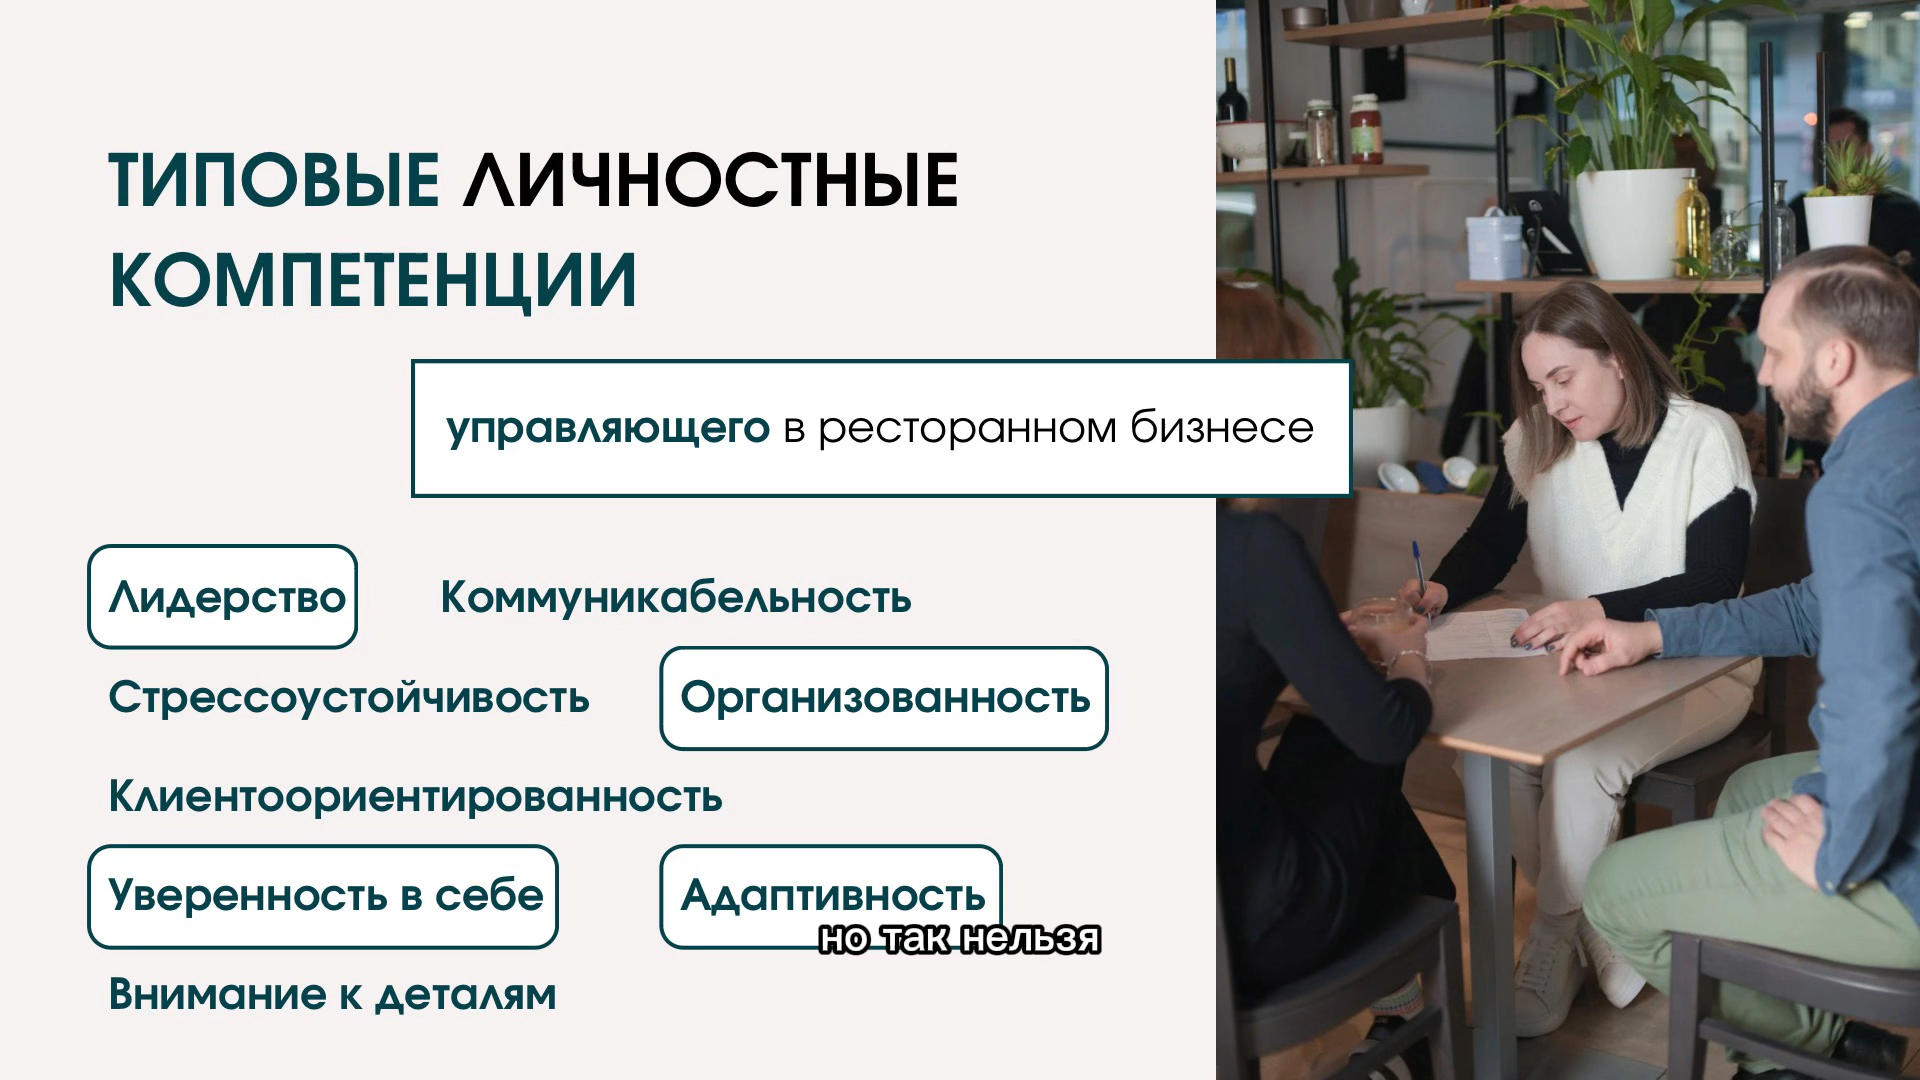 ТИПОВЫЕ ЛИЧНОСТНЫЕ
КОМПЕТЕНЦИИ
управляющего в ресторанном бизнесе
Лидерство
Коммуникабельность
Стрессоустойчивость
Организованность
Клиентоориентированность
Уверенность в себе
Адаптивность
но так нельзя
Внимание к деталям